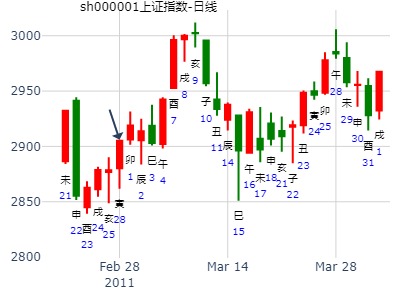 sh000001上证指数-日线
3000
2950
2900
2850
2800
未
21
申
22
酉
23
戌
24
亥
25
寅
28
卯
1
辰
2
巳
3
午
4
酉
7
戌
8
亥
9
子
10
丑
11
辰
14
巳
15
午
16
未
17
申
18
亥
21
子
22
丑
23
寅
24
卯
25
午
28
未
29
申
30
酉
31
戌
1
Feb 28
2011
Mar 14
Mar 28